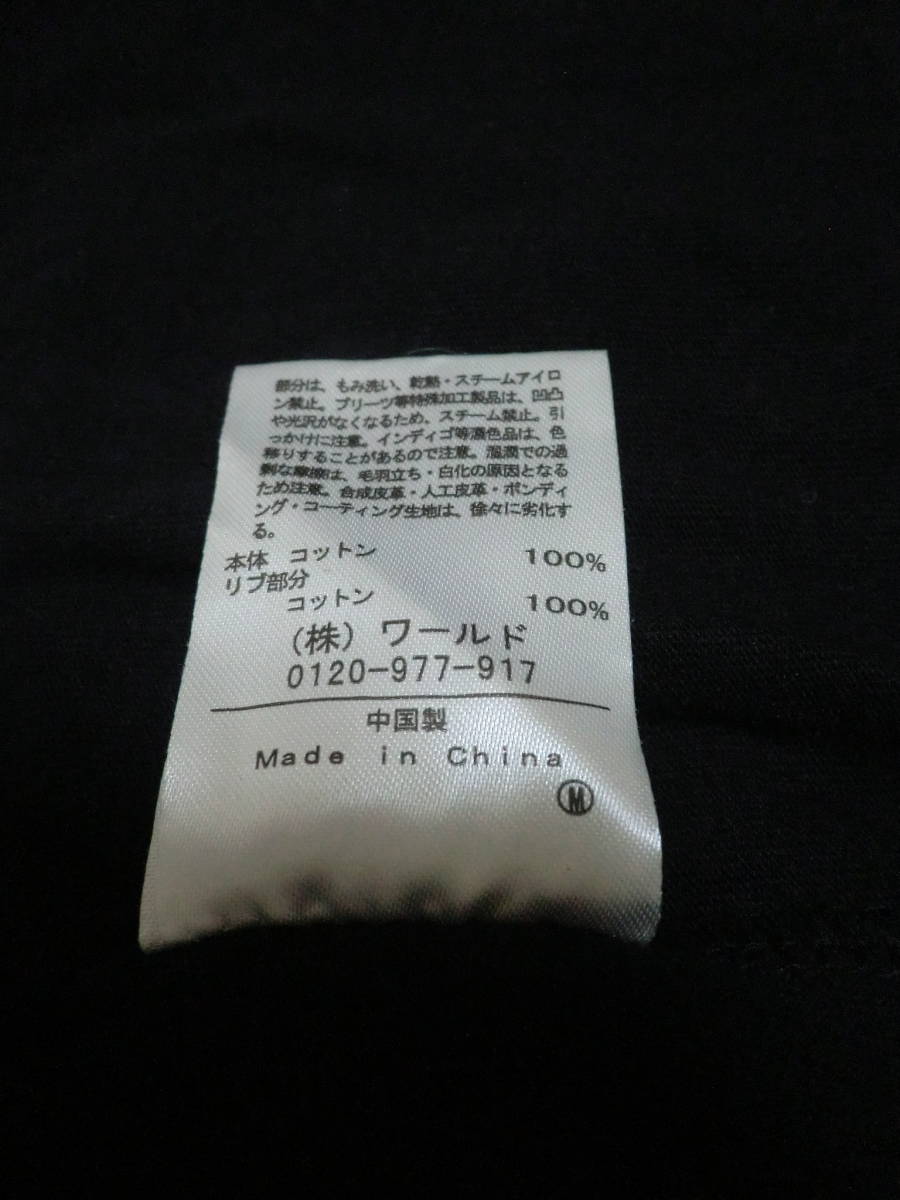 部分は、もみ洗い、乾熱・スチームアイロ
ン禁止。プリーツ等特殊加工製品は、凹凸
や光沢がなくなるため、スチーム禁止。引
っかけに注意。インディゴ等濃色品は、色
移りすることがあるので注意。湿潤での過
剰な摩擦は、毛羽立ち・白化の原因となる
ため注意。合成皮革・人工皮革・ボンディ
ング・コーティング生地は、徐々に劣化す
る。
本体 コットン 100%
リブ部分
コットン 100%
(株) ワールド
0120-977-917
中国製
Made in China
Ⓜ